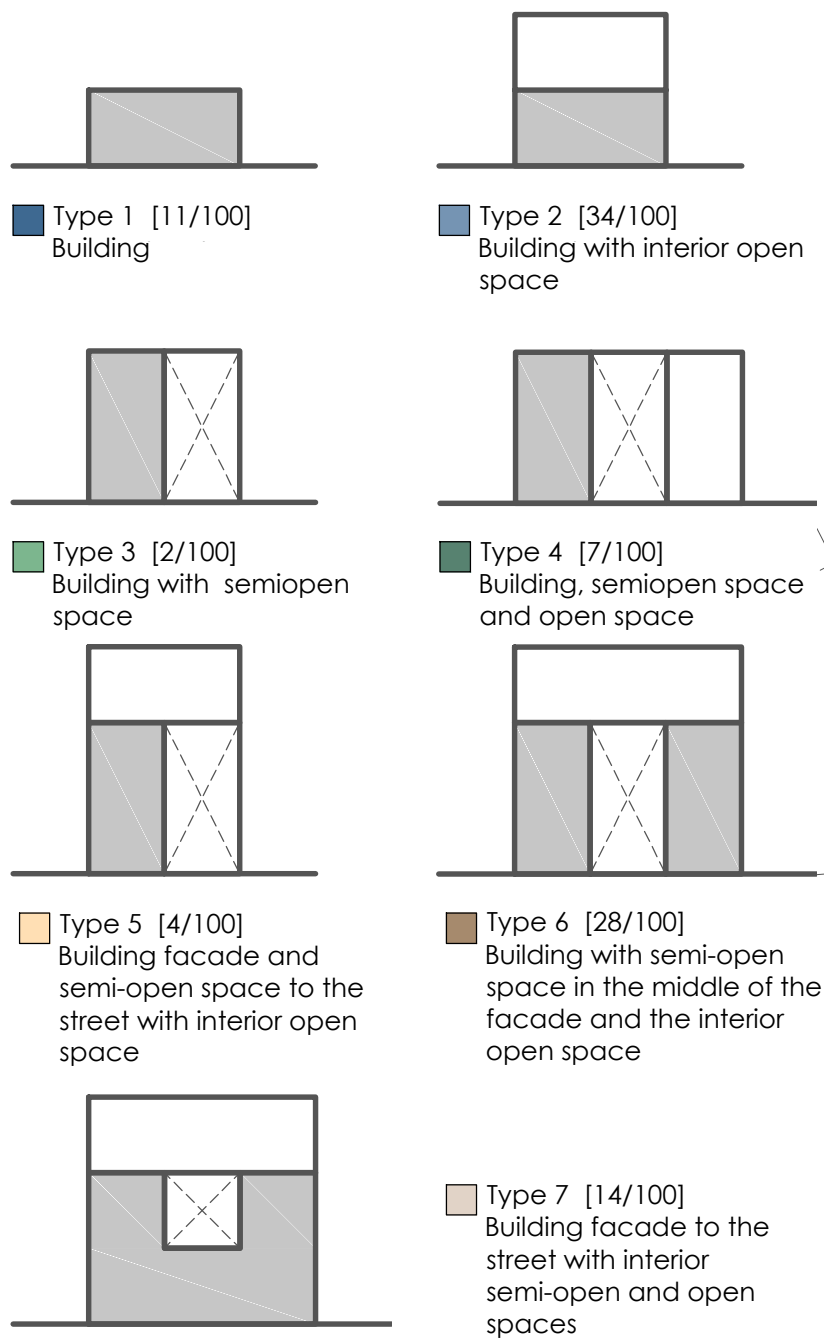 Type 1  [11/100]
Building
Type 2  [34/100]
Building with interior open
space
Type 3  [2/100]
Building with  semiopen
space
Type 4  [7/100]
Building, semiopen space
and open space
Type 5  [4/100]
Building facade and
semi-open space to the
street with interior open
space
Type 6  [28/100]
Building with semi-open
space in the middle of the
facade and the interior
open space
Type 7  [14/100]
Building facade to the
street with interior
semi-open and open
spaces